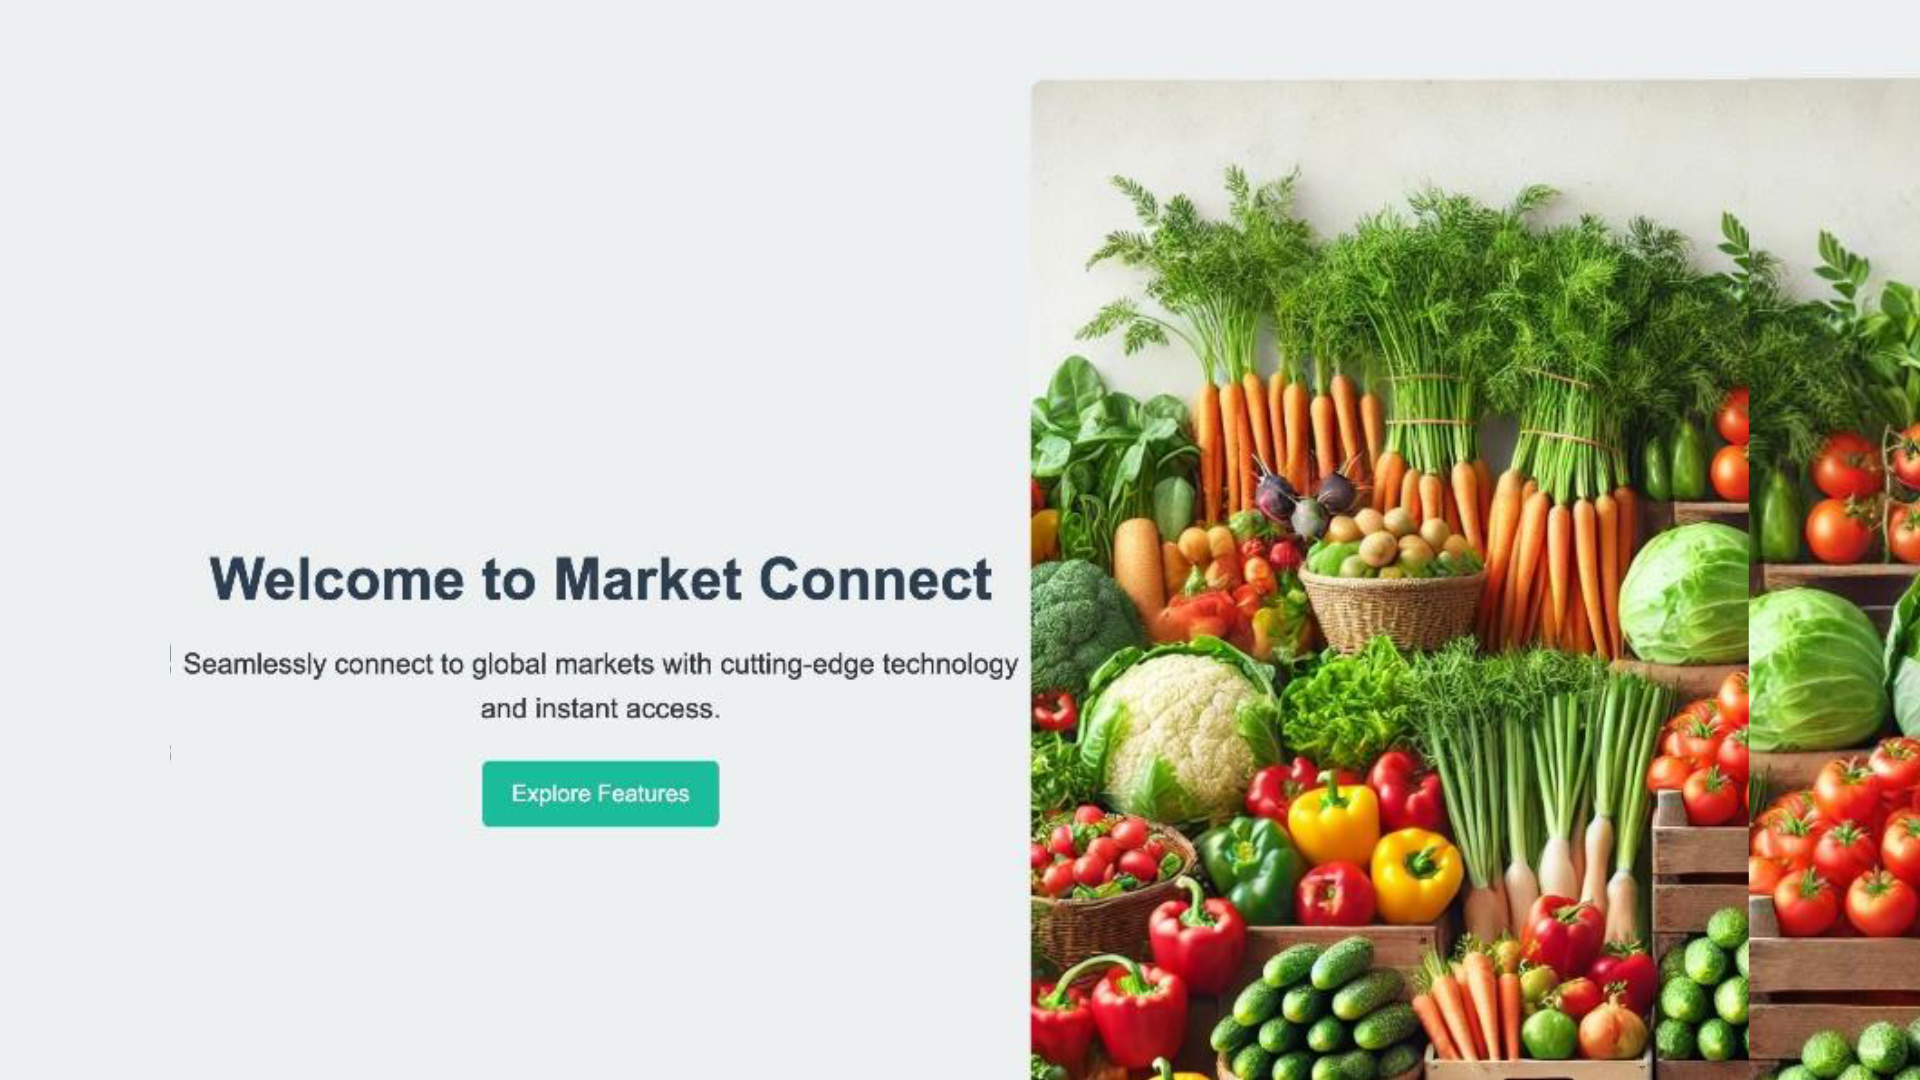 Welcome to Market Connect
Seamlessly connect to global markets with cutting-edge technology
and instant access.
Explore Features